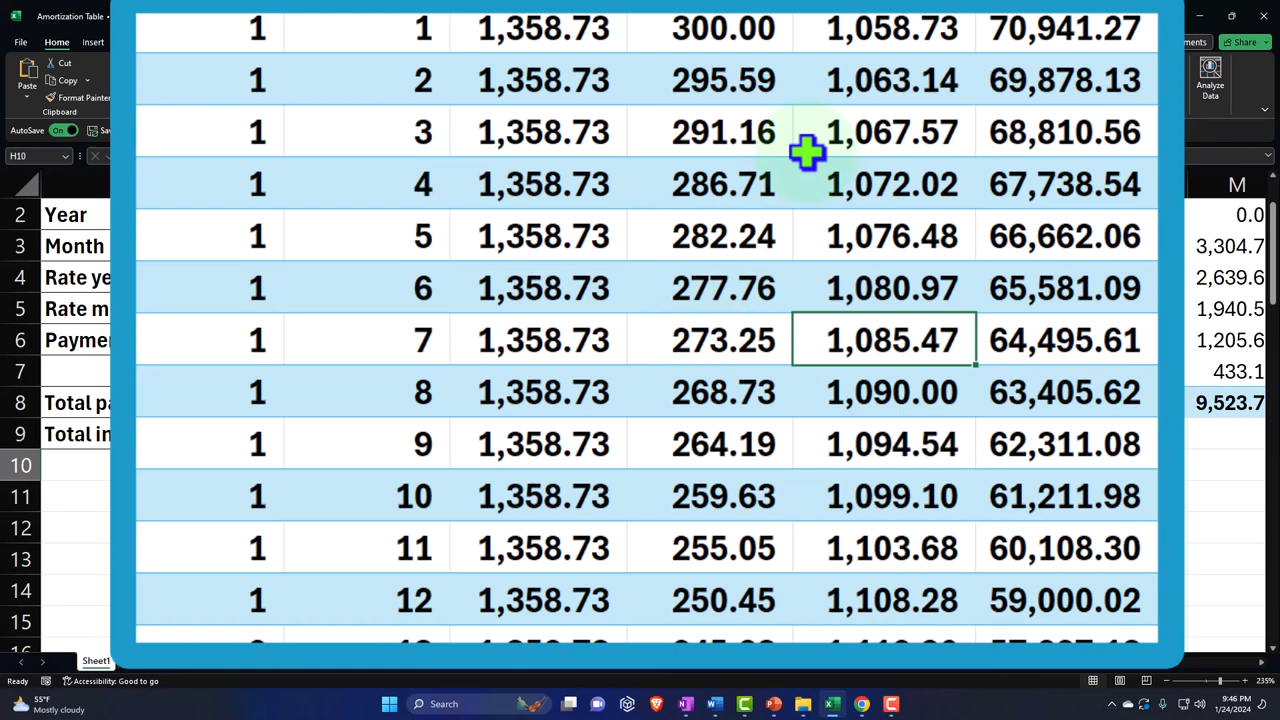 Amortization Table
File Home Insert
ments Share
Paste
Cut
Copy
Format Painter
Clipboard
Analyze
Data
AutoSave On
H10
1 1 1,358.73 300.00 1,058.73 70,941.27
1 2 1,358.73 295.59 1,063.14 69,878.13
1 3 1,358.73 291.16 1,067.57 68,810.56
1 4 1,358.73 286.71 1,072.02 67,738.54
1 5 1,358.73 282.24 1,076.48 66,662.06
1 6 1,358.73 277.76 1,080.97 65,581.09
1 7 1,358.73 273.25 1,085.47 64,495.61
1 8 1,358.73 268.73 1,090.00 63,405.62
1 9 1,358.73 264.19 1,094.54 62,311.08
1 10 1,358.73 259.63 1,099.10 61,211.98
1 11 1,358.73 255.05 1,103.68 60,108.30
1 12 1,358.73 250.45 1,108.28 59,000.02
M
2 Year 0.0
3 Month 3,304.7
4 Rate ye 2,639.6
5 Rate m 1,940.5
6 Paymen 1,205.6
7 433.1
8 Total pa 9,523.7
9 Total in
10
11
12
13
14
15
16
Sheet1
Ready Accessibility: Good to go 235%
55°F
Mostly cloudy
Search
9:46 PM
1/24/2024